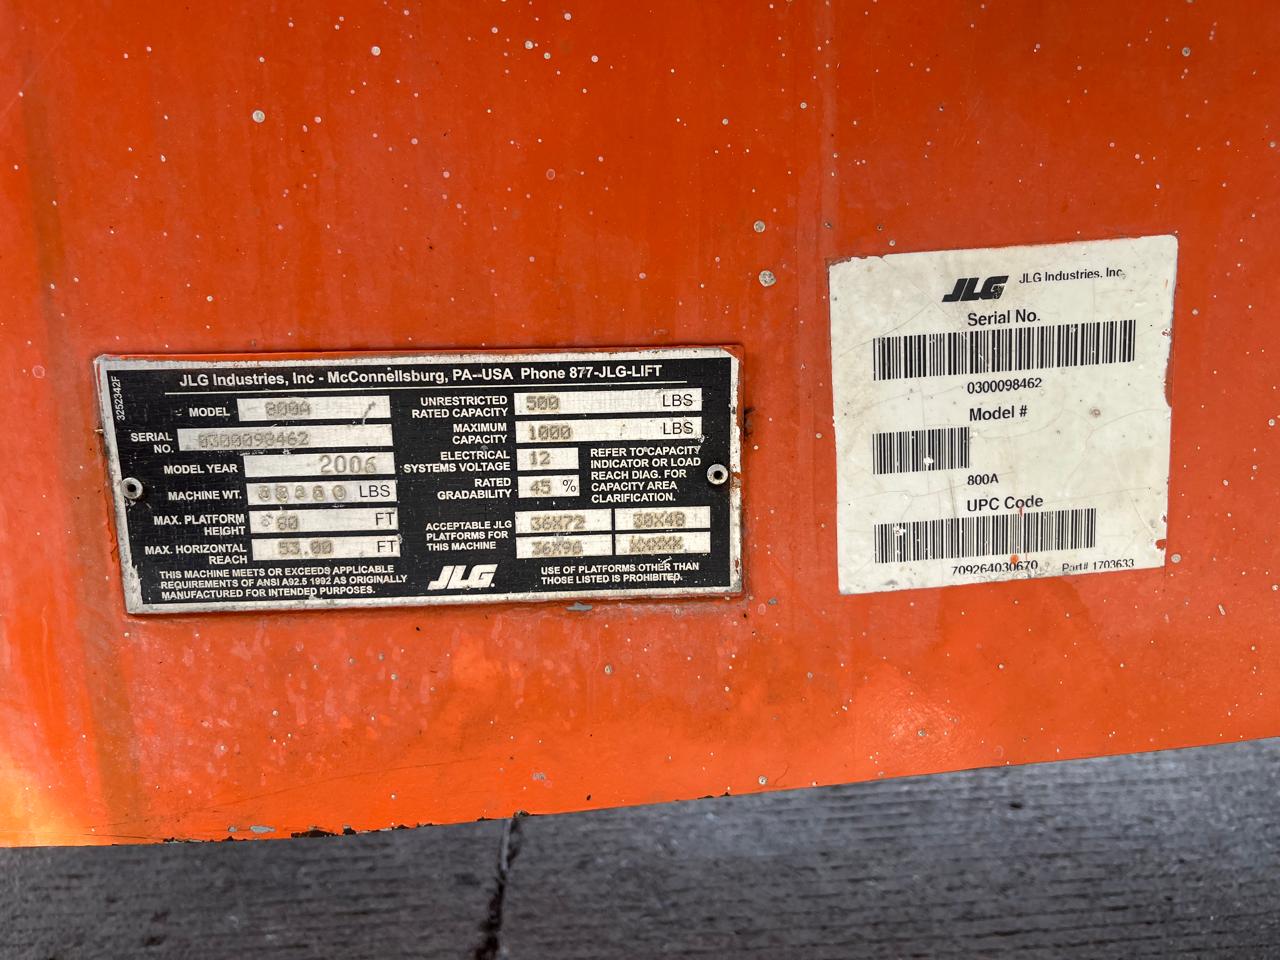 3252342F
JLG Industries, Inc - McConnellsburg, PA--USA Phone 877-JLG-LIFT
MODEL 800A
SERIAL NO. 0300098462
MODEL YEAR 2006
MACHINE WT. LBS
MAX. PLATFORM HEIGHT 80 FT
MAX. HORIZONTAL REACH 53.00 FT
THIS MACHINE MEETS OR EXCEEDS APPLICABLE
REQUIREMENTS OF ANSI A92.5 1992 AS ORIGINALLY
MANUFACTURED FOR INTENDED PURPOSES.
UNRESTRICTED
RATED CAPACITY 500 LBS
MAXIMUM
CAPACITY 1000 LBS
ELECTRICAL
SYSTEMS VOLTAGE 12
RATED
GRADABILITY 45 %
REFER TO CAPACITY
INDICATOR OR LOAD
REACH DIAG. FOR
CAPACITY AREA
CLARIFICATION.
ACCEPTABLE JLG
PLATFORMS FOR
THIS MACHINE
36X72 30X48
36X96 XXXXX
JLG
USE OF PLATFORMS OTHER THAN
THOSE LISTED IS PROHIBITED.
JLG JLG Industries, Inc.
Serial No.
0300098462
Model #
800A
UPC Code
709264030670 Part# 1703633